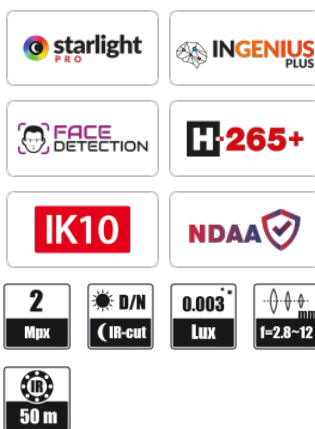 starlight
PRO
INGENIUS
PLUS
FACE
DETECTION
H.265+
IK10
NDAA
2
Mpx
D/N
IR-cut
0.003**
Lux
mm
f=2.8~12
IR
50 m